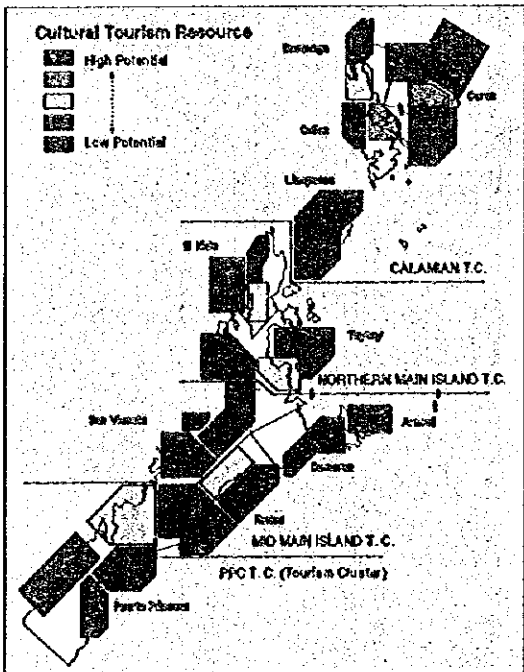 Cultural Tourism Resource
High Potential
Low Potential
Coron
Culion
Linapacan
El Nido
CALAMIAN T.C.
Taytay
NORTHERN MAIN ISLAND T.C.
San Vicente
Araceli
Dumaran
Roxas
MID MAIN ISLAND T.C.
PPC T.C. (Tourism Cluster)
Puerto Princesa